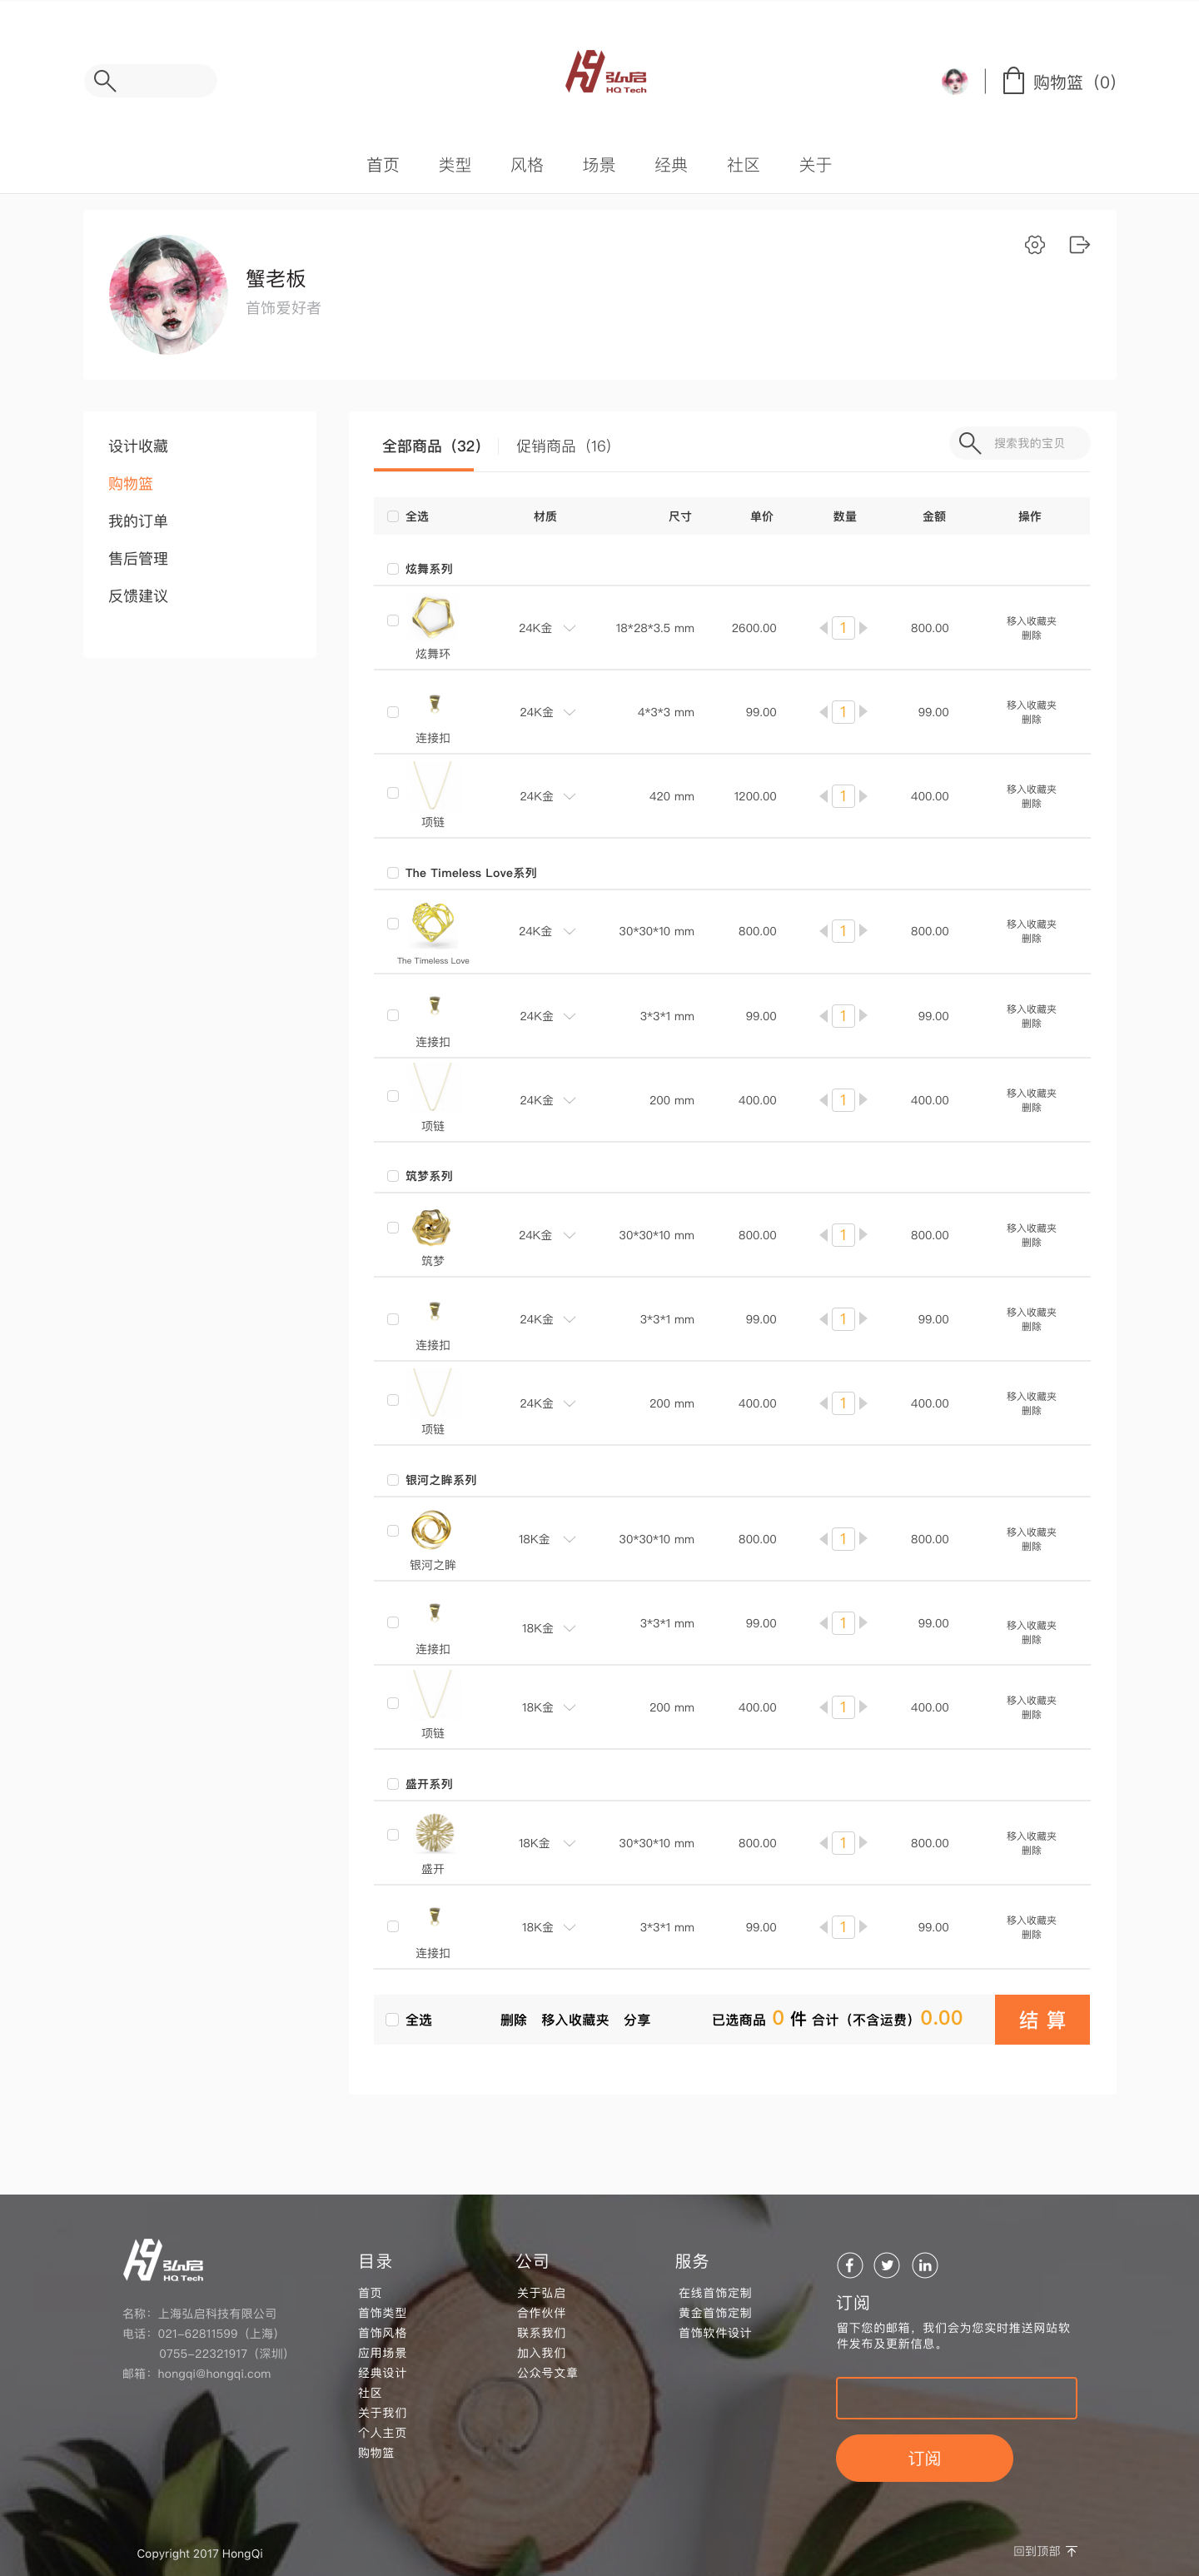 弘启
HQ Tech
购物篮（0）
首页 类型 风格 场景 经典 社区 关于
蟹老板
首饰爱好者
设计收藏
购物篮
我的订单
售后管理
反馈建议
全部商品（32） 促销商品（16） 搜索我的宝贝
全选 材质 尺寸 单价 数量 金额 操作
炫舞系列
24K金 18*28*3.5 mm 2600.00 1 800.00 移入收藏夹
删除
炫舞环
24K金 4*3*3 mm 99.00 1 99.00 移入收藏夹
删除
连接扣
24K金 420 mm 1200.00 1 400.00 移入收藏夹
删除
项链
The Timeless Love系列
24K金 30*30*10 mm 800.00 1 800.00 移入收藏夹
删除
The Timeless Love
24K金 3*3*1 mm 99.00 1 99.00 移入收藏夹
删除
连接扣
24K金 200 mm 400.00 1 400.00 移入收藏夹
删除
项链
筑梦系列
24K金 30*30*10 mm 800.00 1 800.00 移入收藏夹
删除
筑梦
24K金 3*3*1 mm 99.00 1 99.00 移入收藏夹
删除
连接扣
24K金 200 mm 400.00 1 400.00 移入收藏夹
删除
项链
银河之眸系列
18K金 30*30*10 mm 800.00 1 800.00 移入收藏夹
删除
银河之眸
18K金 3*3*1 mm 99.00 1 99.00 移入收藏夹
删除
连接扣
18K金 200 mm 400.00 1 400.00 移入收藏夹
删除
项链
盛开系列
18K金 30*30*10 mm 800.00 1 800.00 移入收藏夹
删除
盛开
18K金 3*3*1 mm 99.00 1 99.00 移入收藏夹
删除
连接扣
全选 删除 移入收藏夹 分享 已选商品 0 件 合计（不含运费）0.00 结 算
弘启
HQ Tech
名称：上海弘启科技有限公司
电话：021-62811599（上海）
0755-22321917（深圳）
邮箱：hongqi@hongqi.com
目录
首页
首饰类型
首饰风格
应用场景
经典设计
社区
关于我们
个人主页
购物篮
公司
关于弘启
合作伙伴
联系我们
加入我们
公众号文章
服务
在线首饰定制
黄金首饰定制
首饰软件设计
订阅
留下您的邮箱，我们会为您实时推送网站软
件发布及更新信息。
订阅
Copyright 2017 HongQi
回到顶部